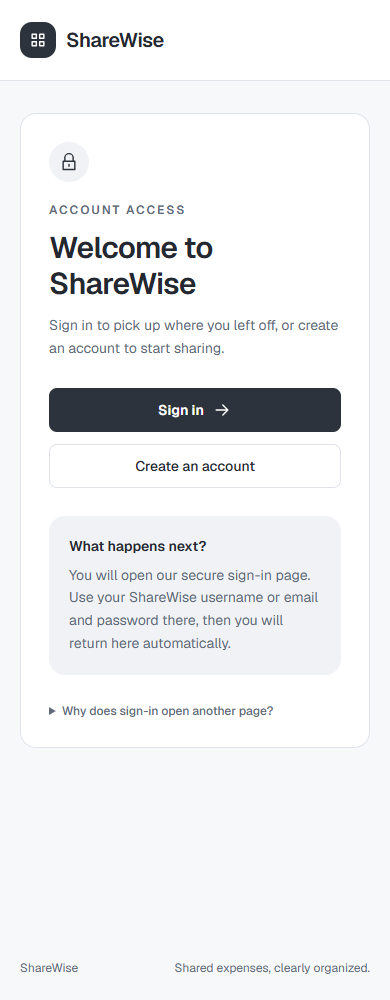 ShareWise
ACCOUNT ACCESS
Welcome to
ShareWise
Sign in to pick up where you left off, or create
an account to start sharing.
Sign in
Create an account
What happens next?
You will open our secure sign-in page.
Use your ShareWise username or email
and password there, then you will
return here automatically.
Why does sign-in open another page?
ShareWise
Shared expenses, clearly organized.